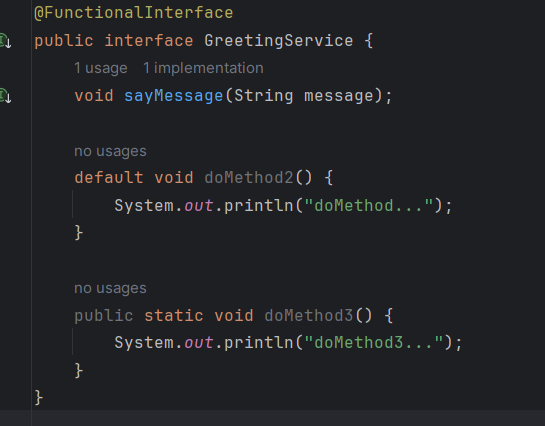 @FunctionalInterface
public interface GreetingService {
1 usage 1 implementation
void sayMessage(String message);
no usages
default void doMethod2() {
System.out.println("doMethod...");
}
no usages
public static void doMethod3() {
System.out.println("doMethod3...");
}
}